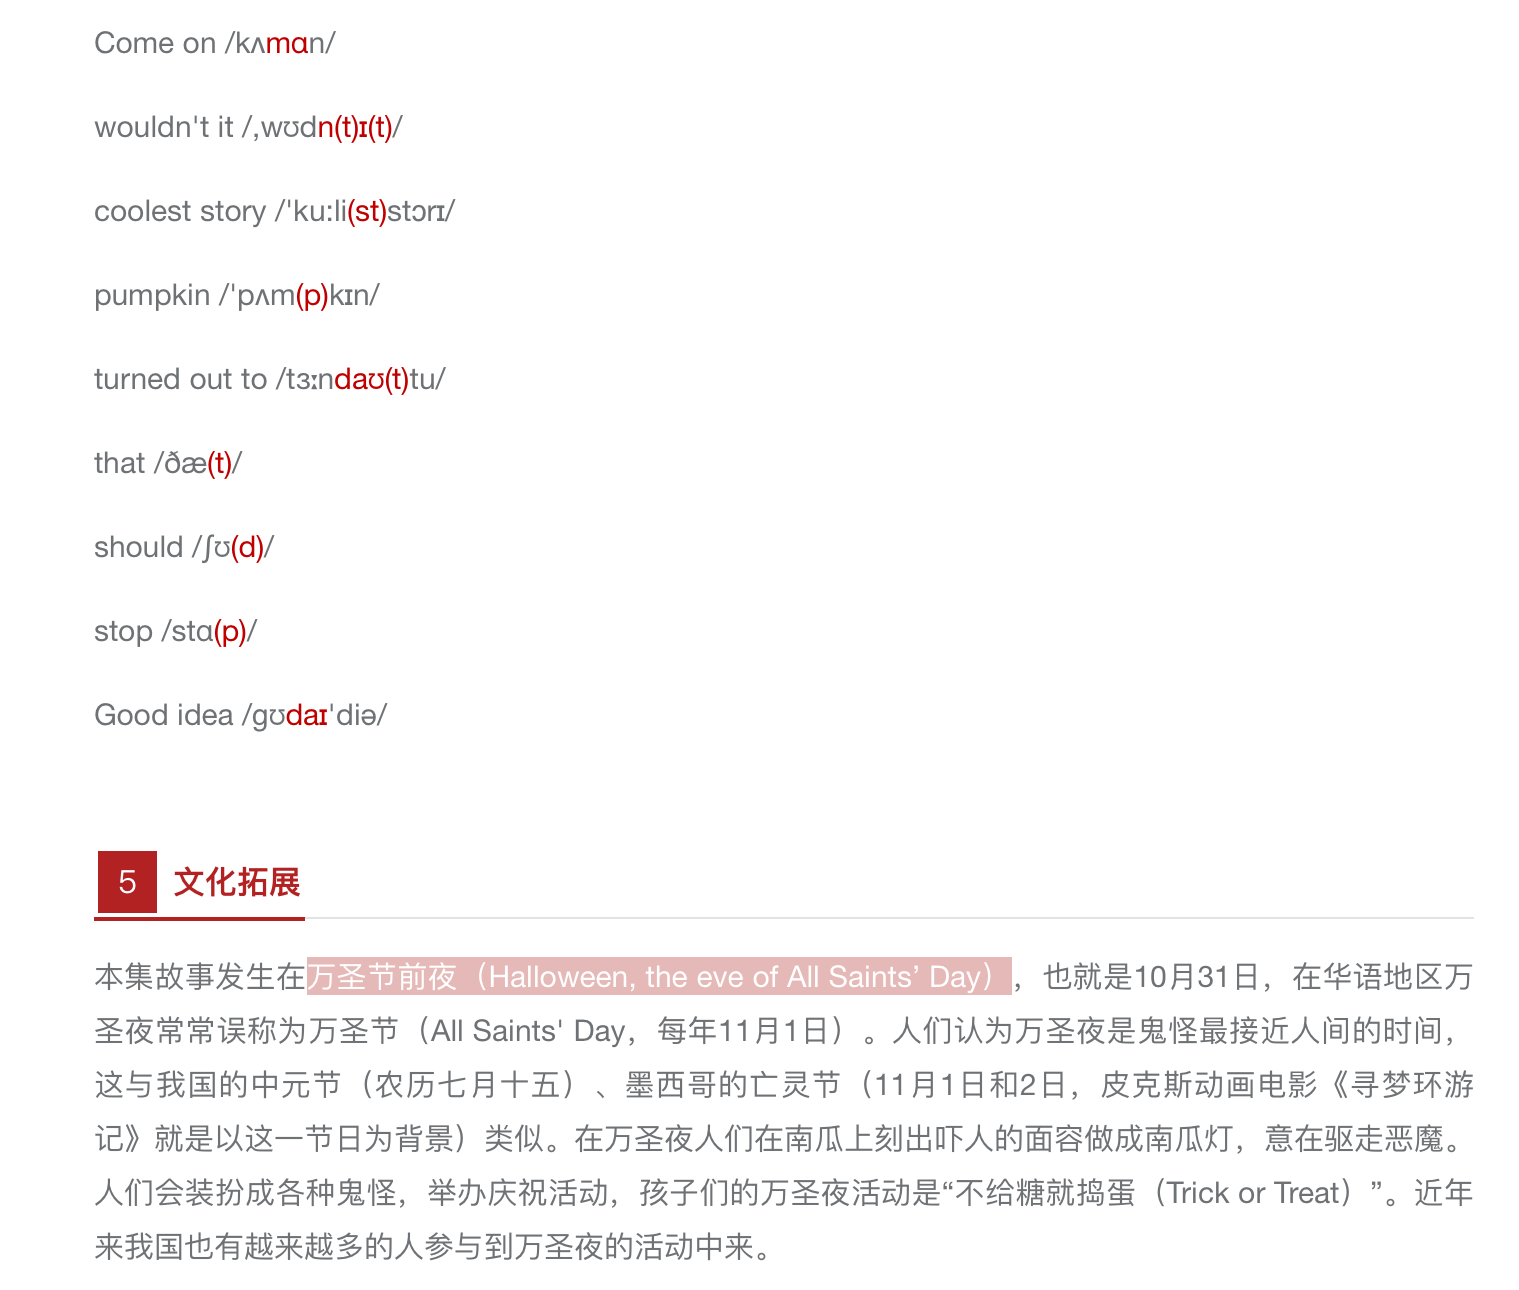 Come on /kʌmɑn/
wouldn't it /,wʊdn(t)ɪ(t)/
coolest story /ˈku:li(st)stɔrɪ/
pumpkin /ˈpʌm(p)kɪn/
turned out to /tɜːndaʊ(t)tu/
that /ðæ(t)/
should /ʃʊ(d)/
stop /stɑ(p)/
Good idea /gʊdaɪˈdiə/
5 文化拓展
本集故事发生在万圣节前夜（Halloween, the eve of All Saints’ Day），也就是10月31日，在华语地区万
圣夜常常误称为万圣节（All Saints' Day，每年11月1日）。人们认为万圣夜是鬼怪最接近人间的时间，
这与我国的中元节（农历七月十五）、墨西哥的亡灵节（11月1日和2日，皮克斯动画电影《寻梦环游
记》就是以这一节日为背景）类似。在万圣夜人们在南瓜上刻出吓人的面容做成南瓜灯，意在驱走恶魔。
人们会装扮成各种鬼怪，举办庆祝活动，孩子们的万圣夜活动是“不给糖就捣蛋（Trick or Treat）”。近年
来我国也有越来越多的人参与到万圣夜的活动中来。